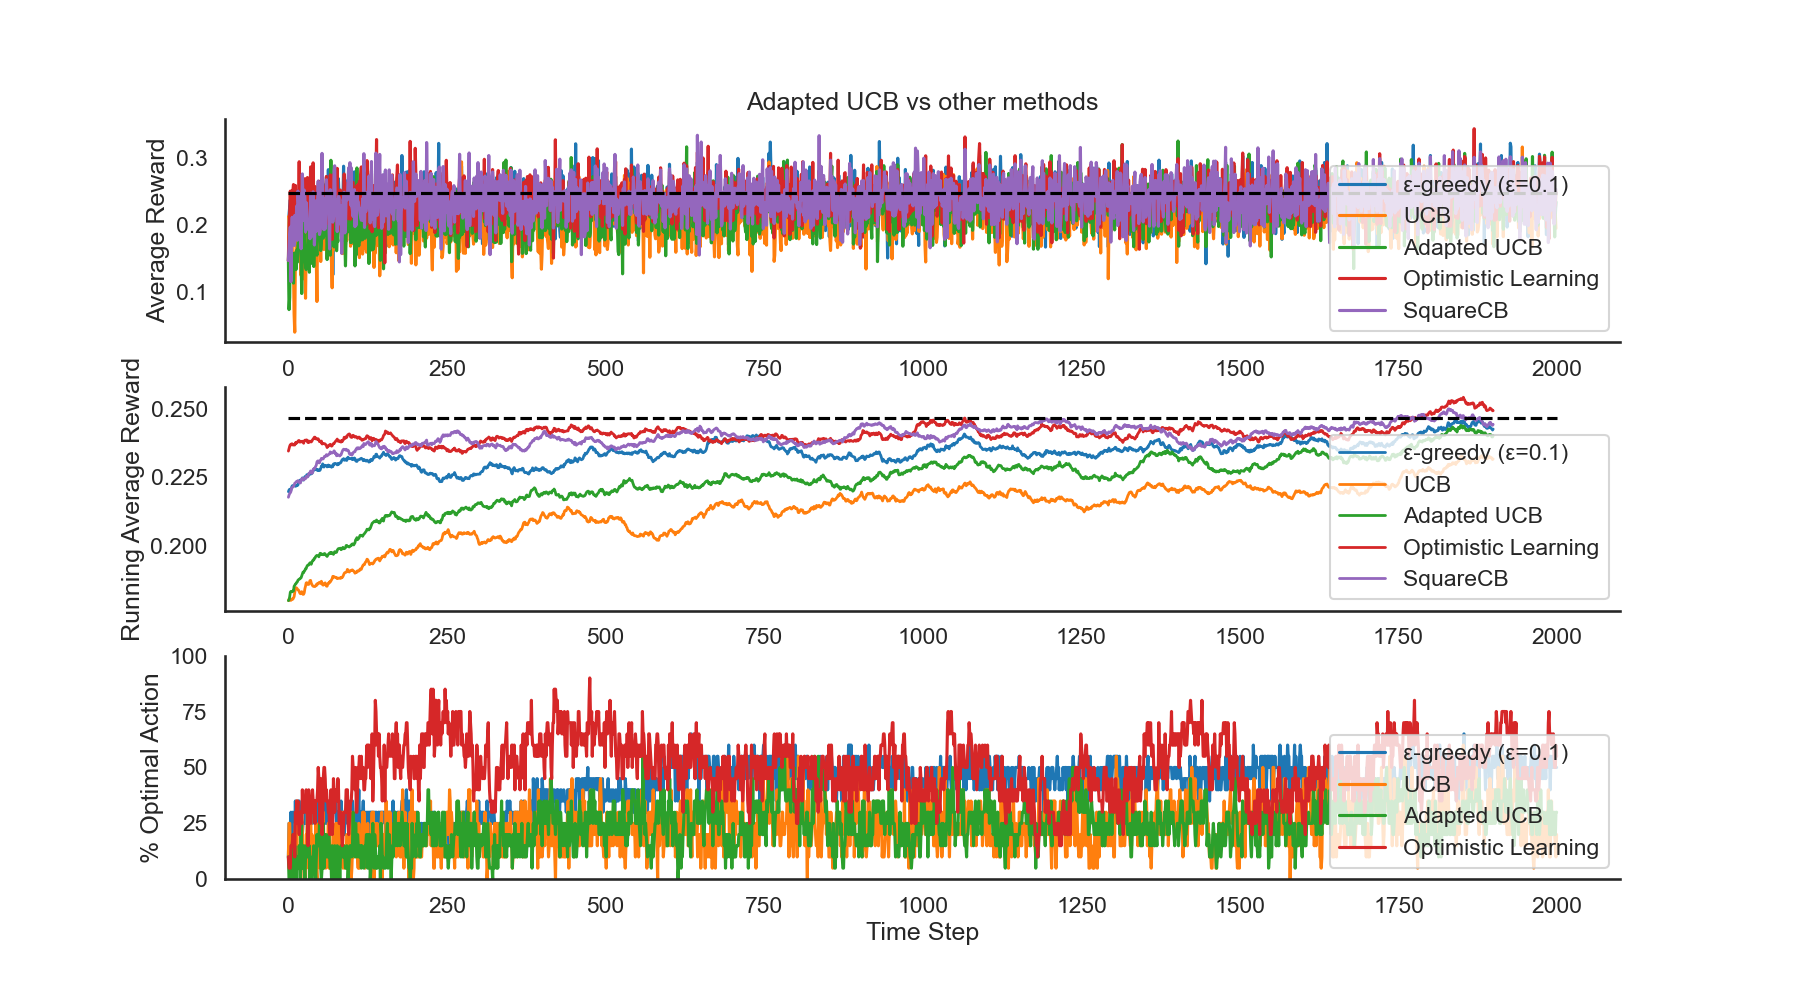 Adapted UCB vs other methods
Average Reward
0.3
0.2
0.1
ε-greedy (ε=0.1)
UCB
Adapted UCB
Optimistic Learning
SquareCB
0 250 500 750 1000 1250 1500 1750 2000
Running Average Reward
0.250
0.225
0.200
ε-greedy (ε=0.1)
UCB
Adapted UCB
Optimistic Learning
SquareCB
0 250 500 750 1000 1250 1500 1750 2000
% Optimal Action
100
75
50
25
0
ε-greedy (ε=0.1)
UCB
Adapted UCB
Optimistic Learning
0 250 500 750 1000 1250 1500 1750 2000
Time Step